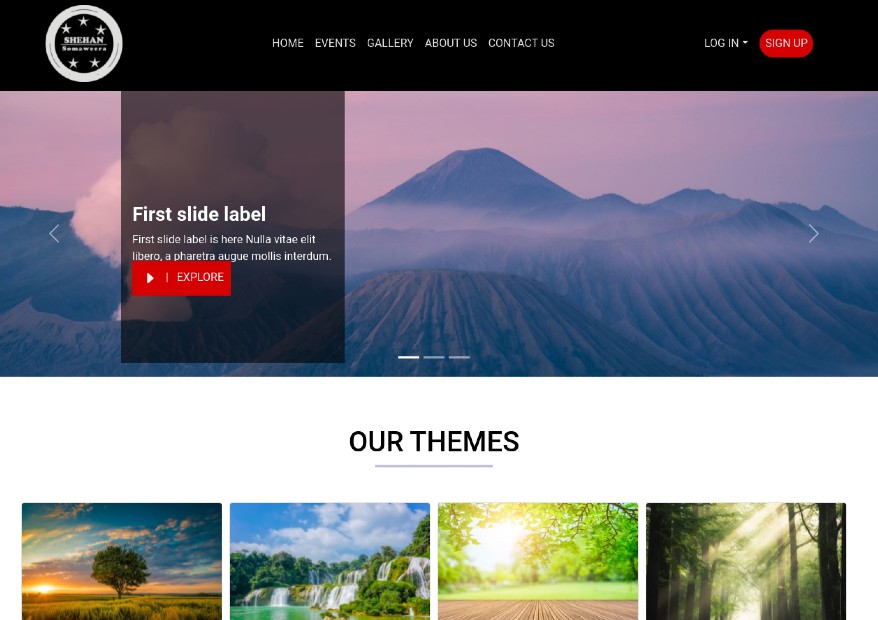 SHEHAN
Somaweera
HOME EVENTS GALLERY ABOUT US CONTACT US
LOG IN SIGN UP
First slide label
First slide label is here Nulla vitae elit
libero, a pharetra augue mollis interdum.
| EXPLORE
OUR THEMES